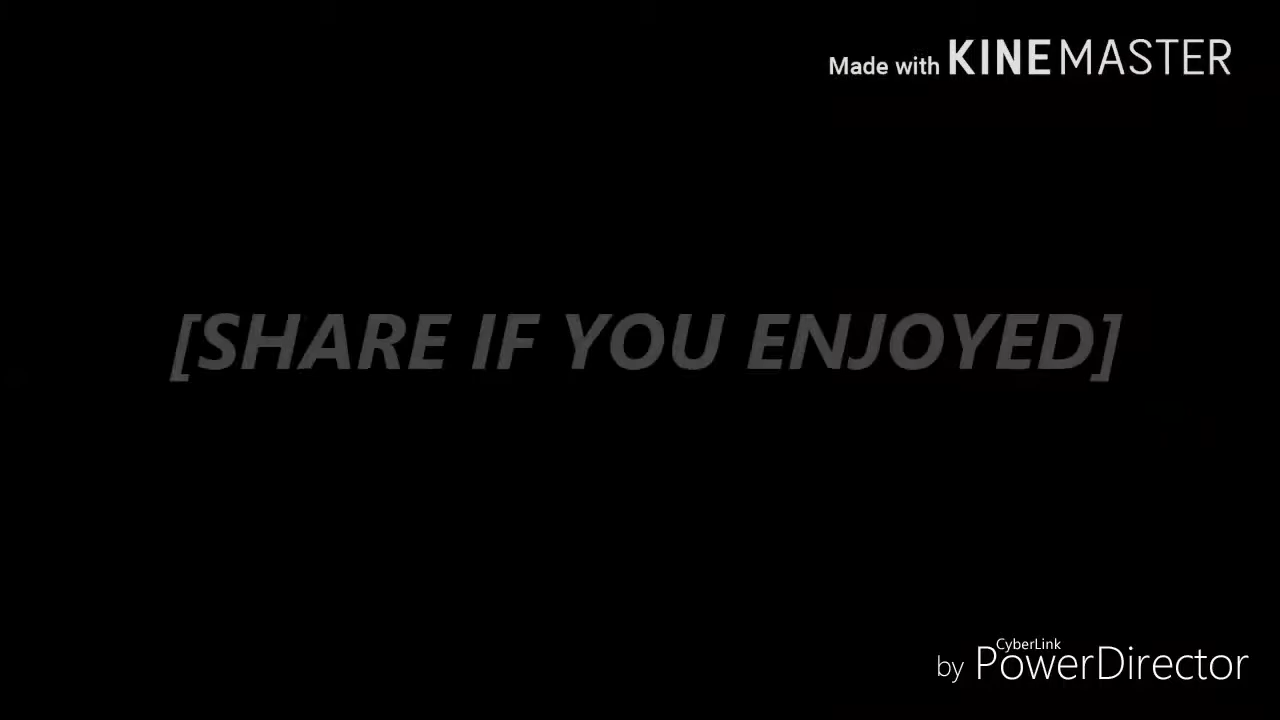 Made with KINEMASTER
[SHARE IF YOU ENJOYED]
CyberLink
by PowerDirector